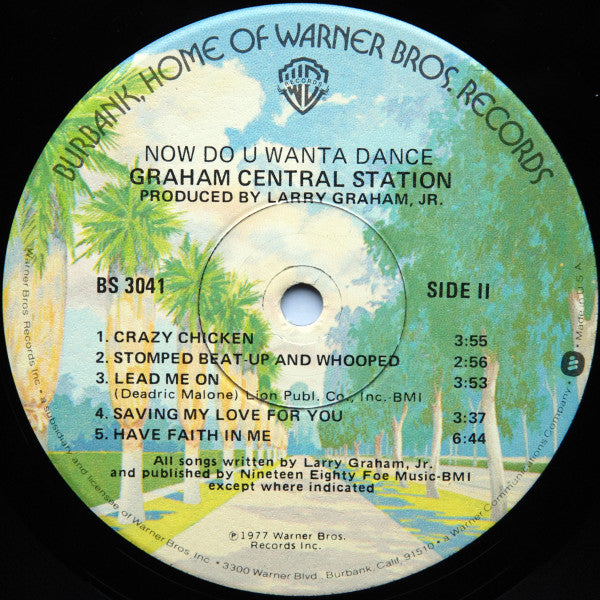 BURBANK, HOME OF WARNER BROS. RECORDS
WB
RECORDS
NOW DO U WANTA DANCE
GRAHAM CENTRAL STATION
PRODUCED BY LARRY GRAHAM, JR.
BS 3041
SIDE II
1. CRAZY CHICKEN 3:55
2. STOMPED BEAT-UP AND WHOOPED 2:56
3. LEAD ME ON 3:53
(Deadric Malone) Lion Publ. Co., Inc.-BMI
4. SAVING MY LOVE FOR YOU 3:37
5. HAVE FAITH IN ME 6:44
All songs written by Larry Graham, Jr.
and published by Nineteen Eighty Foe Music-BMI
except where indicated
℗1977 Warner Bros.
Records Inc.
Warner Bros. Records Inc. • a subsidiary and licensee of Warner Bros. Inc. • 3300 Warner Blvd., Burbank, Calif. 91510 • a Warner Communications Company. • Made in U.S.A.